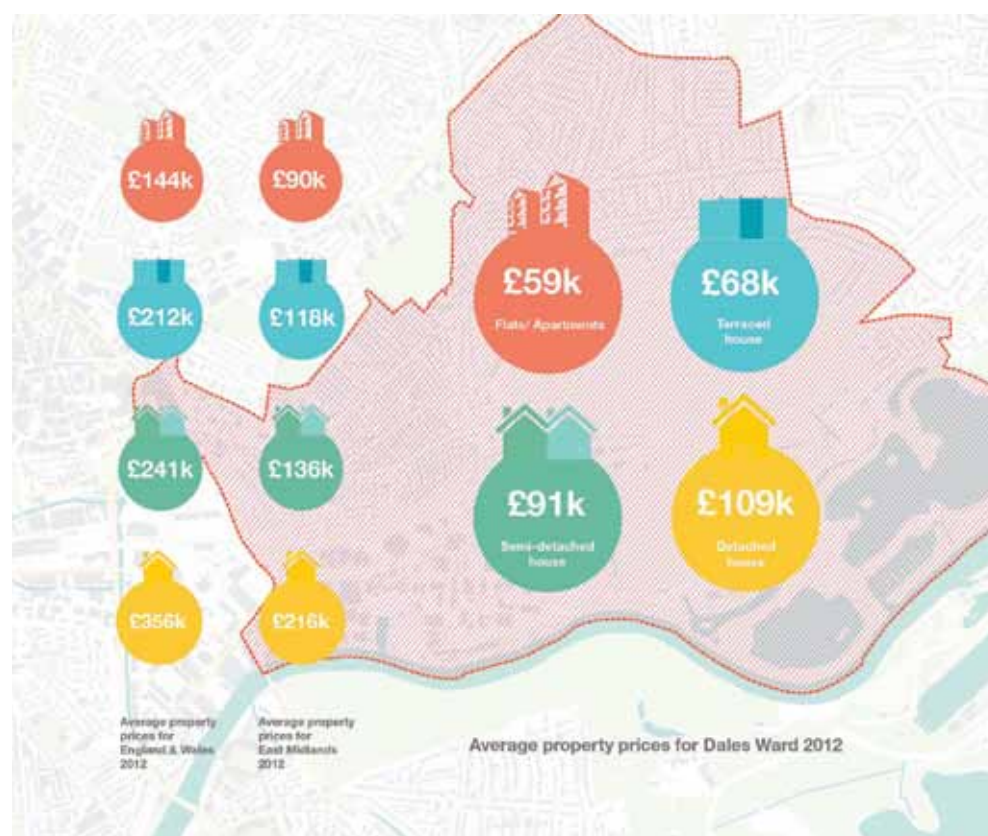 £144k
£90k
£212k
£118k
£241k
£136k
£356k
£216k
Average property
prices for
England & Wales
2012
Average property
prices for
East Midlands
2012
£59k
Flats/ Apartments
£68k
Terraced
house
£91k
Semi-detached
house
£109k
Detached
house
Average property prices for Dales Ward 2012